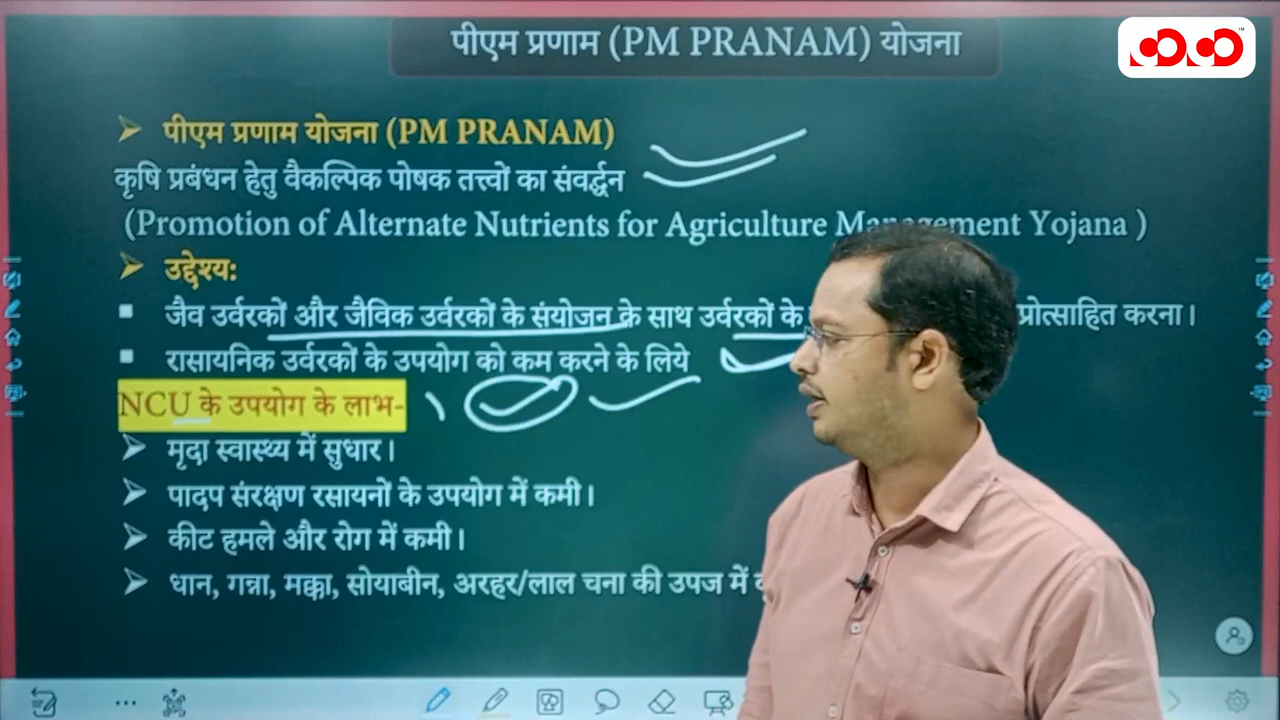 पीएम प्रणाम (PM PRANAM) योजना
पीएम प्रणाम योजना (PM PRANAM)
कृषि प्रबंधन हेतु वैकल्पिक पोषक तत्त्वों का संवर्द्धन
(Promotion of Alternate Nutrients for Agriculture Management Yojana )
उद्देश्य:
जैव उर्वरकों और जैविक उर्वरकों के संयोजन के साथ उर्वरकों के प्रोत्साहित करना।
रासायनिक उर्वरकों के उपयोग को कम करने के लिये
NCU के उपयोग के लाभ-
मृदा स्वास्थ्य में सुधार।
पादप संरक्षण रसायनों के उपयोग में कमी।
कीट हमले और रोग में कमी।
धान, गन्ना, मक्का, सोयाबीन, अरहर/लाल चना की उपज में